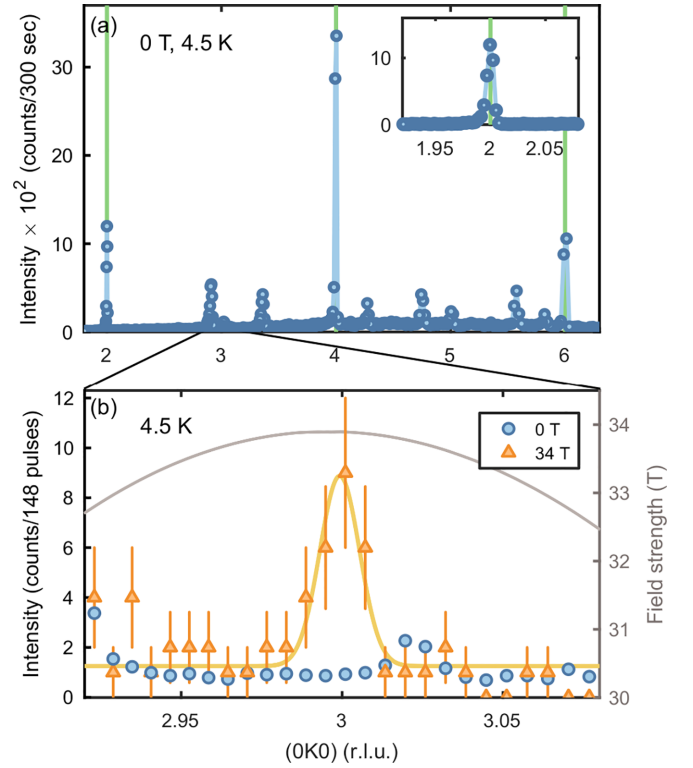 (a)
0 T, 4.5 K
Intensity × 10² (counts/300 sec)
30
20
10
0
2
3
4
5
6
10
0
1.95
2
2.05
(b)
4.5 K
0 T
34 T
Intensity (counts/148 pulses)
12
10
8
6
4
2
0
34
33
32
31
30
Field strength (T)
2.95
3
3.05
(0K0) (r.l.u.)